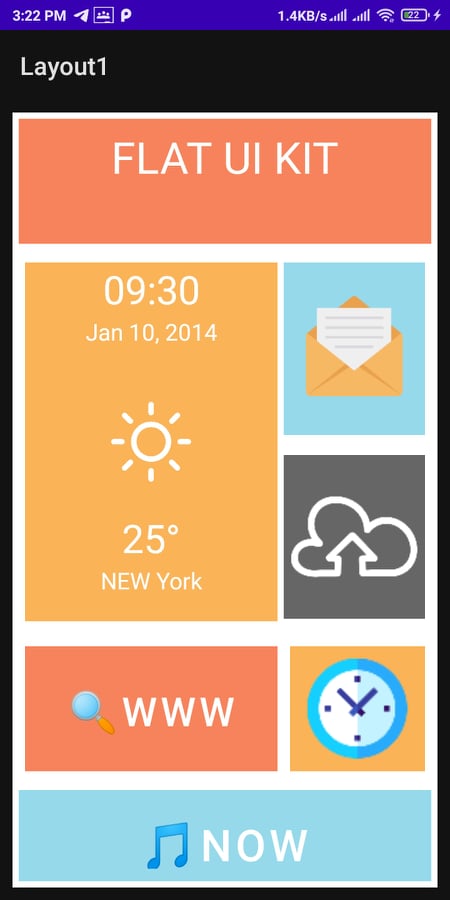 3:22 PM 1.4KB/s 22
Layout1
FLAT UI KIT
09:30
Jan 10, 2014
25°
NEW York
WWW
NOW